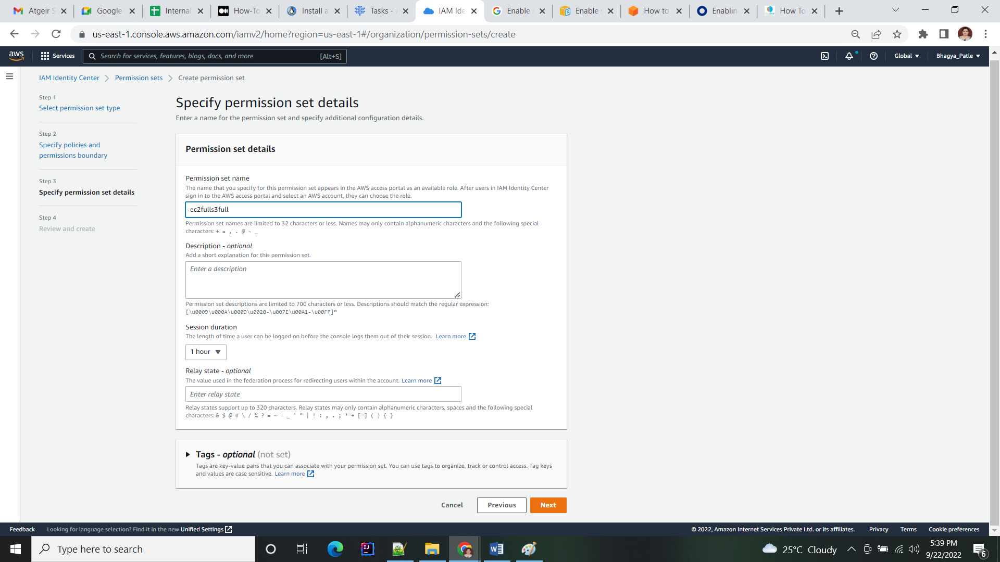 Atgeir S
Google
Internal
How-To
Install a
Tasks -
IAM Ide
Enable
Enable
How to
Enablin
How To
us-east-1.console.aws.amazon.com/iamv2/home?region=us-east-1#/organization/permission-sets/create
aws
Services
Search for services, features, blogs, docs, and more
[Alt+S]
Global
Bhagya_Patle
IAM Identity Center
Permission sets
Create permission set
Step 1
Select permission set type
Step 2
Specify policies and
permissions boundary
Step 3
Specify permission set details
Step 4
Review and create
Specify permission set details
Enter a name for the permission set and specify additional configuration details.
Permission set details
Permission set name
The name that you specify for this permission set appears in the AWS access portal as an available role. After users in IAM Identity Center
sign in to the AWS access portal and select an AWS account, they can choose the role.
ec2fulls3full
Permission set names are limited to 32 characters or less. Names may only contain alphanumeric characters and the following special
characters: + = , . @ - _
Description - optional
Add a short explanation for this permission set.
Enter a description
Permission set descriptions are limited to 700 characters or less. Descriptions should match the regular expression:
[\u0009\u000A\u000D\u0020-\u007E\u00A1-\u00FF]*
Session duration
The length of time a user can be logged on before the console logs them out of their session. Learn more
1 hour
Relay state - optional
The value used in the federation process for redirecting users within the account. Learn more
Enter relay state
Relay states support up to 320 characters. Relay states may only contain alphanumeric characters, spaces and the following special
characters: & $ @ # \ / % ? = ~ - _ ' " | ! : , . ; * + [ ] ( ) { }
Tags - optional (not set)
Tags are key-value pairs that you can associate with your permission set. You can use tags to organize, track or control access. Tag keys
and values are case sensitive. Learn more
Cancel
Previous
Next
Feedback
Looking for language selection? Find it in the new Unified Settings
© 2022, Amazon Internet Services Private Ltd. or its affiliates.
Privacy
Terms
Cookie preferences
Type here to search
25°C Cloudy
5:39 PM
9/22/2022
6